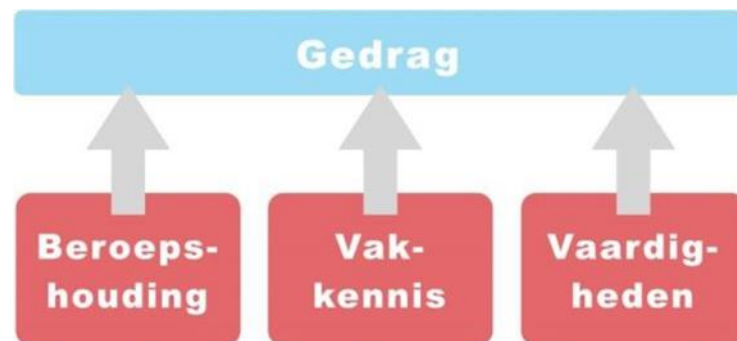 Gedrag
Beroeps-
houding
Vak-
kennis
Vaardig-
heden